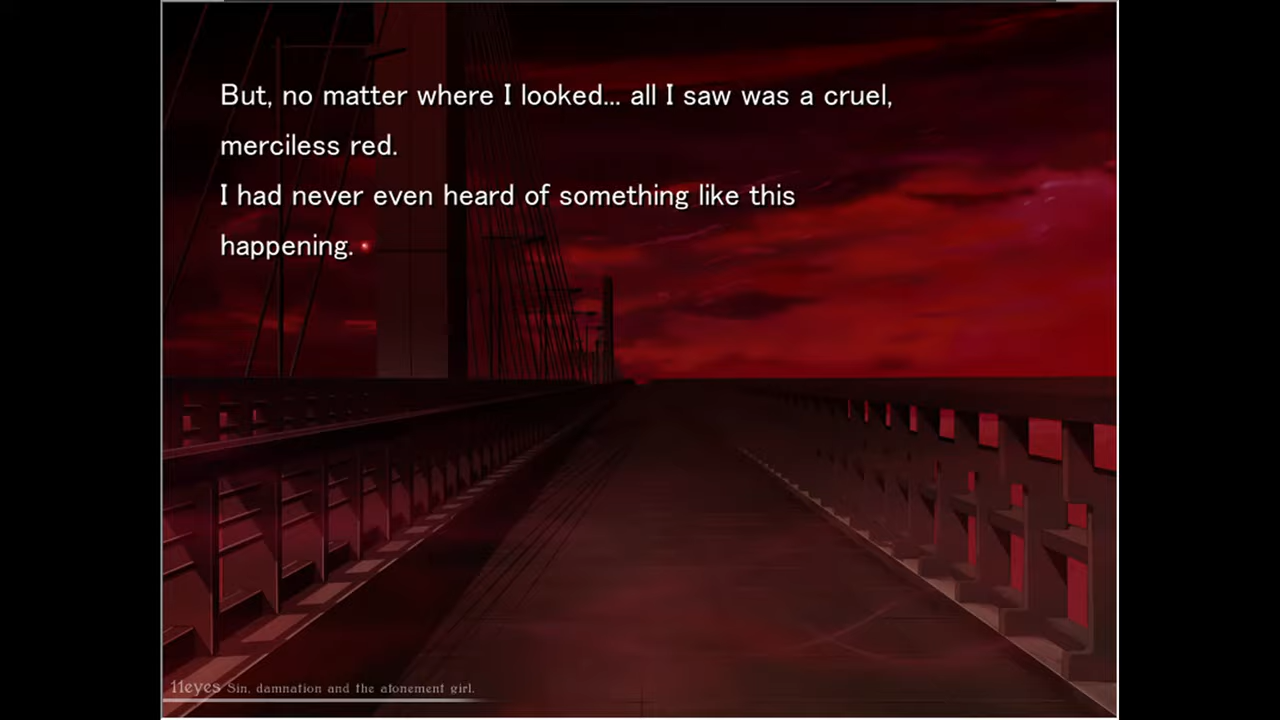 But, no matter where I looked... all I saw was a cruel,
merciless red.
I had never even heard of something like this
happening.
11eyes Sin, damnation and the atonement girl.